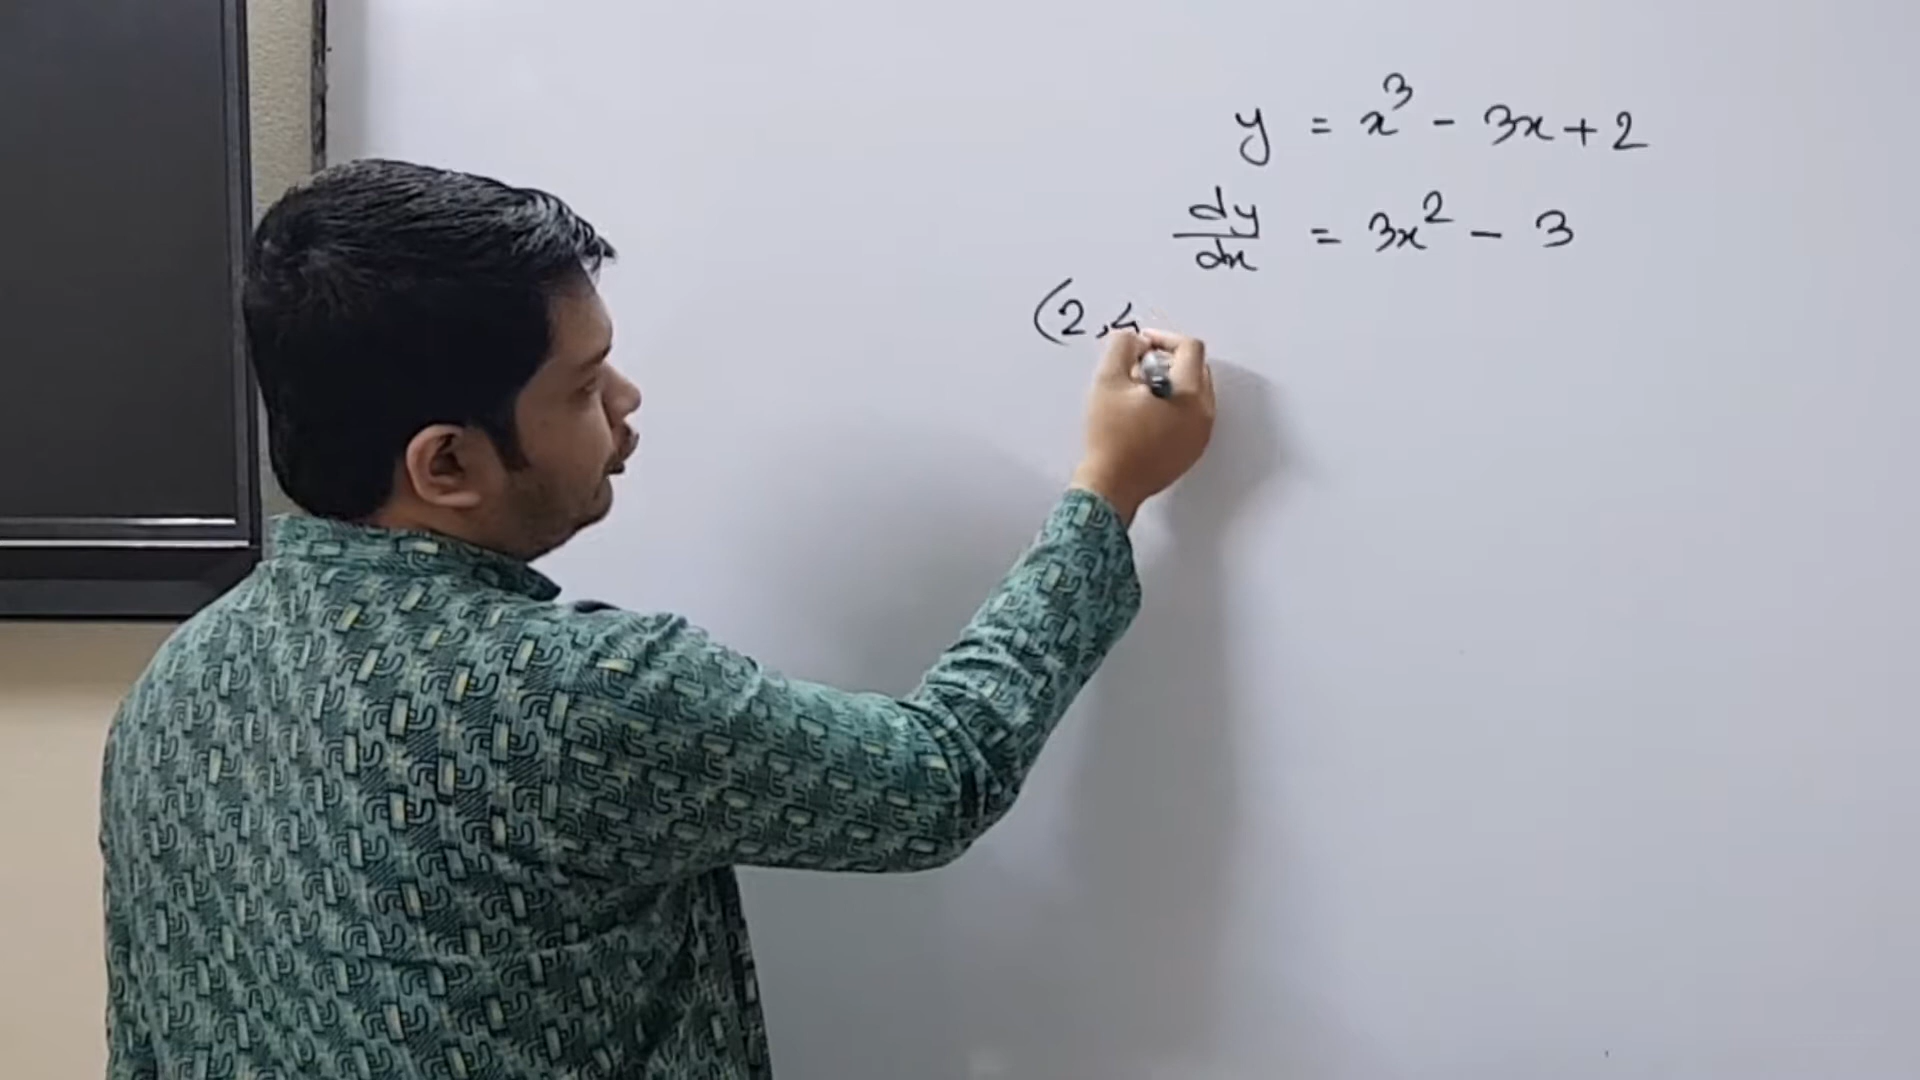 y = x³ - 3x + 2
dy/dx = 3x² - 3
(2,4